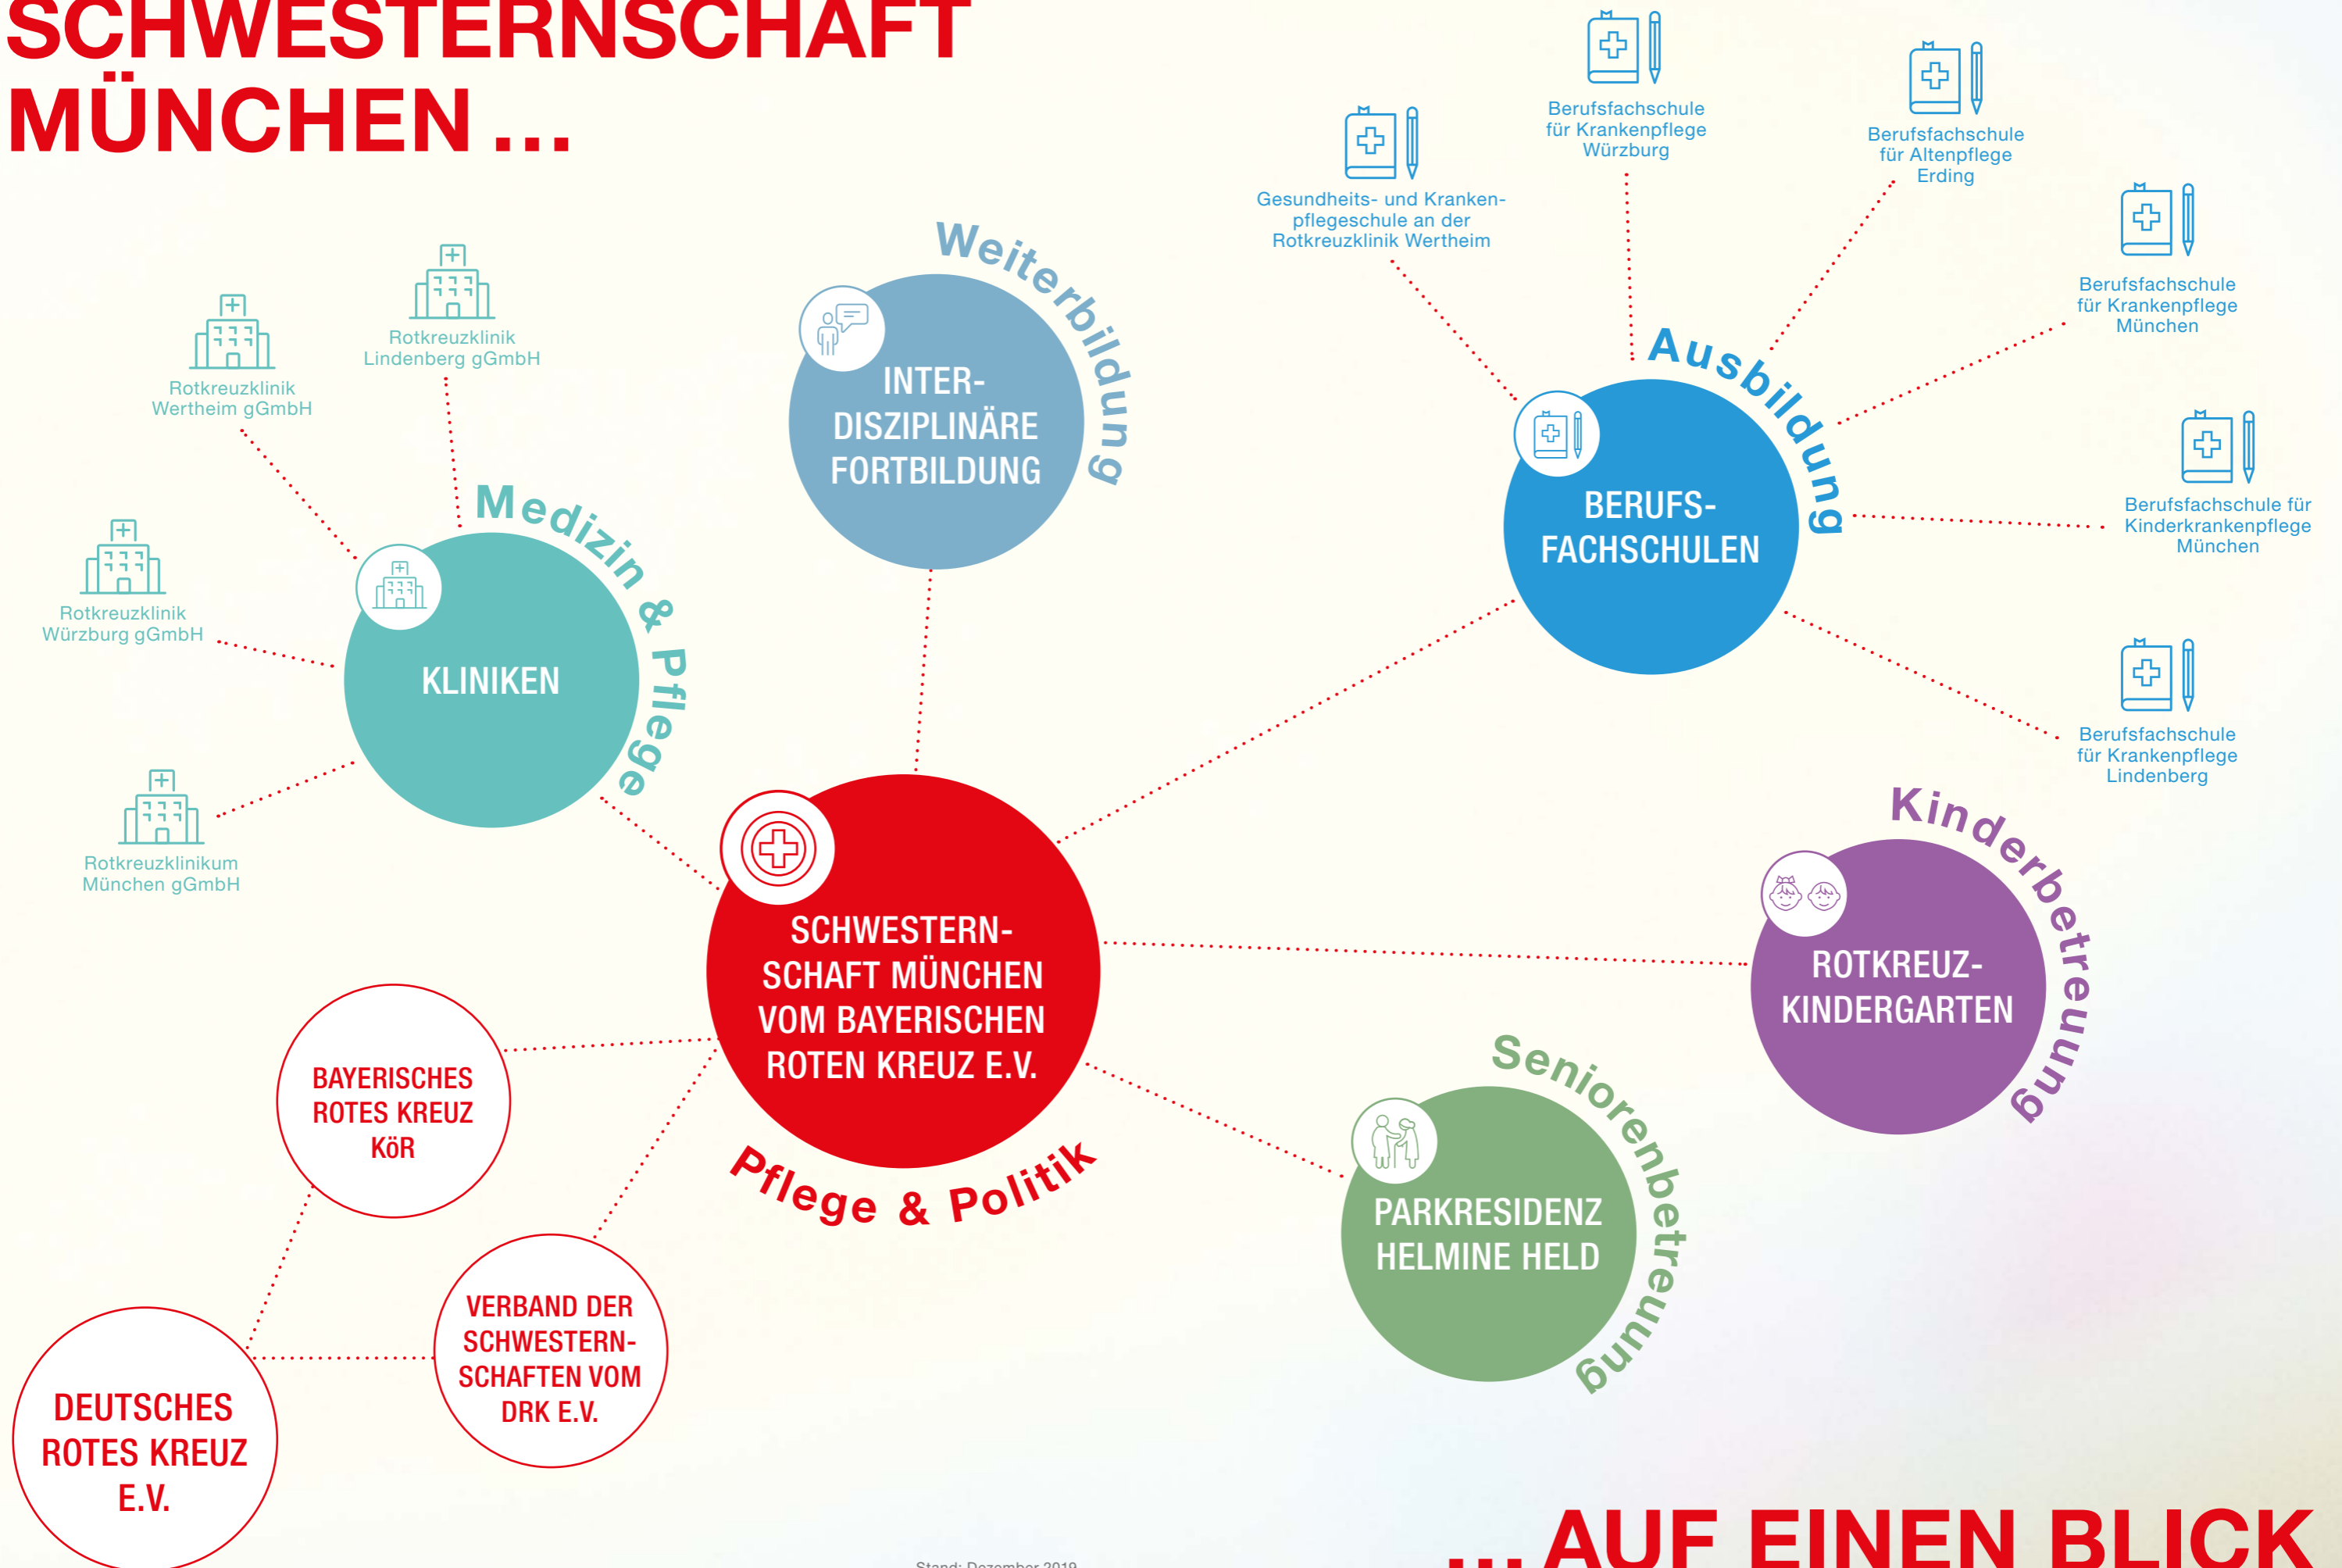 SCHWESTERNSCHAFT
MÜNCHEN ...
Berufsfachschule
für Krankenpflege
Würzburg
Berufsfachschule
für Altenpflege
Erding
Gesundheits- und Kranken-
pflegeschule an der
Rotkreuzklinik Wertheim
Berufsfachschule
für Krankenpflege
München
Berufsfachschule für
Kinderkrankenpflege
München
Berufsfachschule
für Krankenpflege
Lindenberg
Ausbildung
BERUFS-
FACHSCHULEN
Weiterbildung
INTER-
DISZIPLINÄRE
FORTBILDUNG
Rotkreuzklinik
Lindenberg gGmbH
Rotkreuzklinik
Wertheim gGmbH
Rotkreuzklinik
Würzburg gGmbH
Rotkreuzklinikum
München gGmbH
Medizin & Pflege
KLINIKEN
SCHWESTERN-
SCHAFT MÜNCHEN
VOM BAYERISCHEN
ROTEN KREUZ E.V.
Pflege & Politik
Kinderbetreuung
ROTKREUZ-
KINDERGARTEN
Seniorenbetreuung
PARKRESIDENZ
HELMINE HELD
BAYERISCHES
ROTES KREUZ
KöR
VERBAND DER
SCHWESTERN-
SCHAFTEN VOM
DRK E.V.
DEUTSCHES
ROTES KREUZ
E.V.
Stand: Dezember 2019
... AUF EINEN BLICK